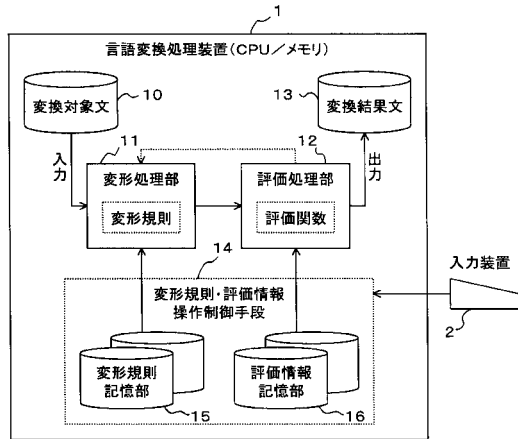 1
言語変換処理装置(CPU/メモリ)
変換対象文
10
13
変換結果文
入力
11
12
出力
変形処理部
変形規則
評価処理部
評価関数
14
入力装置
2
変形規則・評価情報
操作制御手段
変形規則
記憶部
15
評価情報
記憶部
16